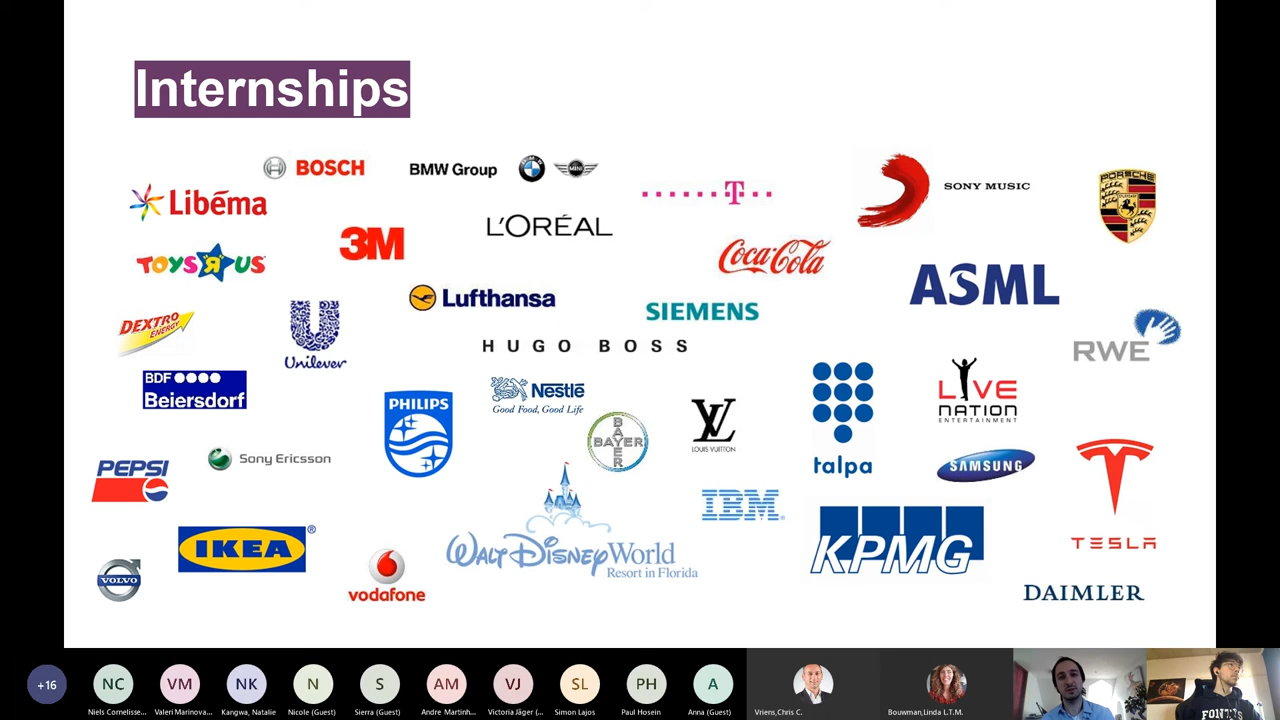 Internships
BOSCH
BMW Group
MINI
T
SONY MUSIC
PORSCHE
Libéma
L'ORÉAL
3M
Coca-Cola
TOYS"R"US
ASML
Lufthansa
SIEMENS
DEXTRO
ENERGY
Unilever
HUGO BOSS
RWE
BDF
Beiersdorf
PHILIPS
Nestlē
Good Food, Good Life
BAYER
BAYER
LV
LOUIS VUITTON
talpa
LIVE
NATION
ENTERTAINMENT
PEPSI
Sony Ericsson
SAMSUNG
IBM
TESLA
IKEA®
WALT DISNEY World
Resort in Florida
KPMG
VOLVO
vodafone
DAIMLER
+16
NC
VM
NK
N
S
AM
VJ
SL
PH
A
Niels Cornelisse...
Valeri Marinova...
Kangwa, Natalie
Nicole (Guest)
Sierra (Guest)
Andre Martinh...
Victoria Jäger (...
Simon Lajos
Paul Hosein
Anna (Guest)
Vriens,Chris C.
Bouwman,Linda L.T.M.